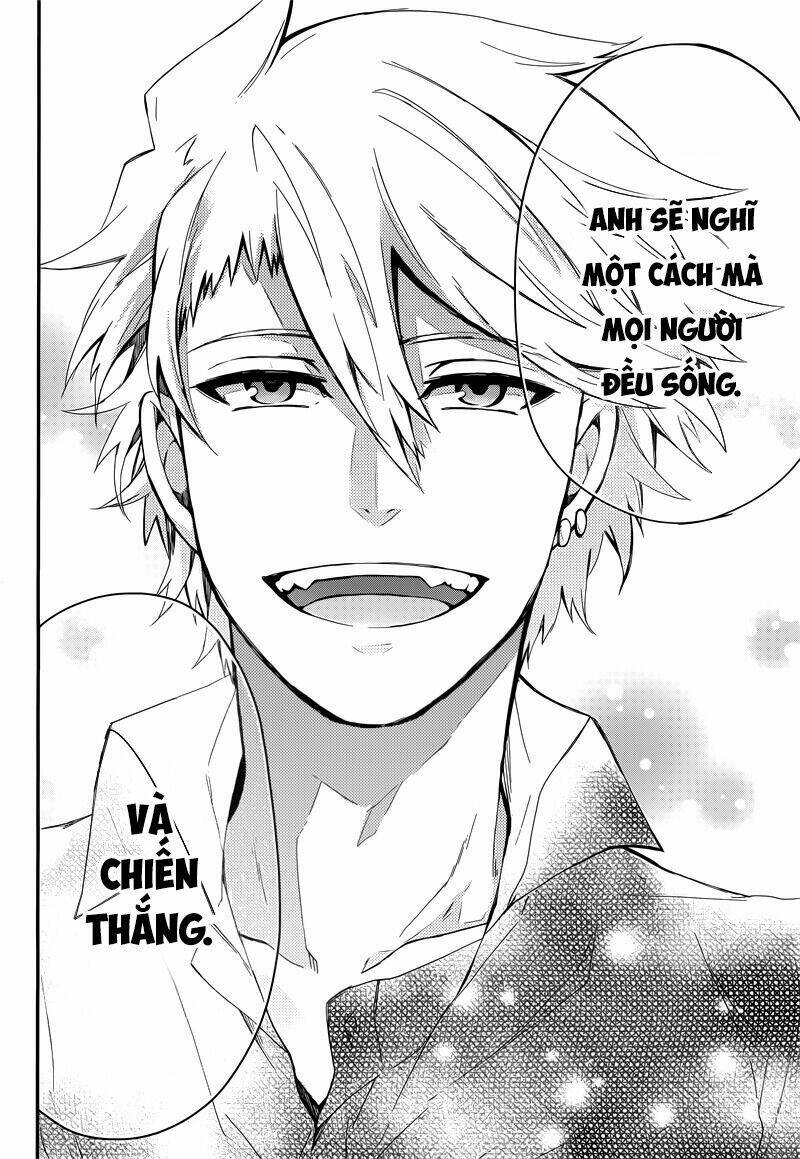 ANH SẼ NGHĨ
MỘT CÁCH MÀ
MỌI NGƯỜI
ĐỀU SỐNG.
VÀ
CHIẾN
THẮNG.